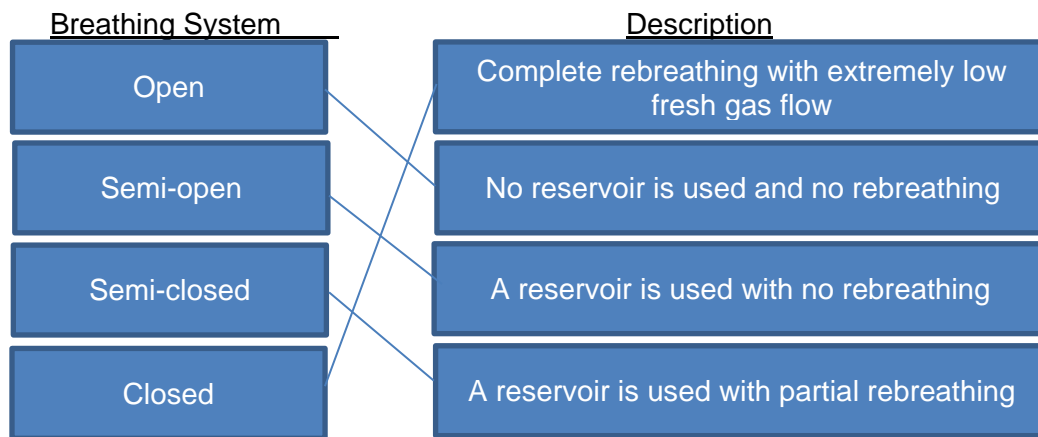 Breathing System
Description
Open
Complete rebreathing with extremely low
fresh gas flow
Semi-open
No reservoir is used and no rebreathing
Semi-closed
A reservoir is used with no rebreathing
Closed
A reservoir is used with partial rebreathing